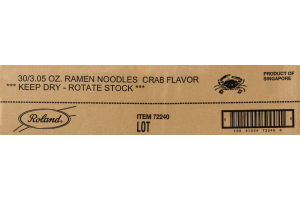 30/3.05 OZ. RAMEN NOODLES CRAB FLAVOR
*** KEEP DRY - ROTATE STOCK ***
PRODUCT OF
SINGAPORE
Roland
ITEM 72240
LOT